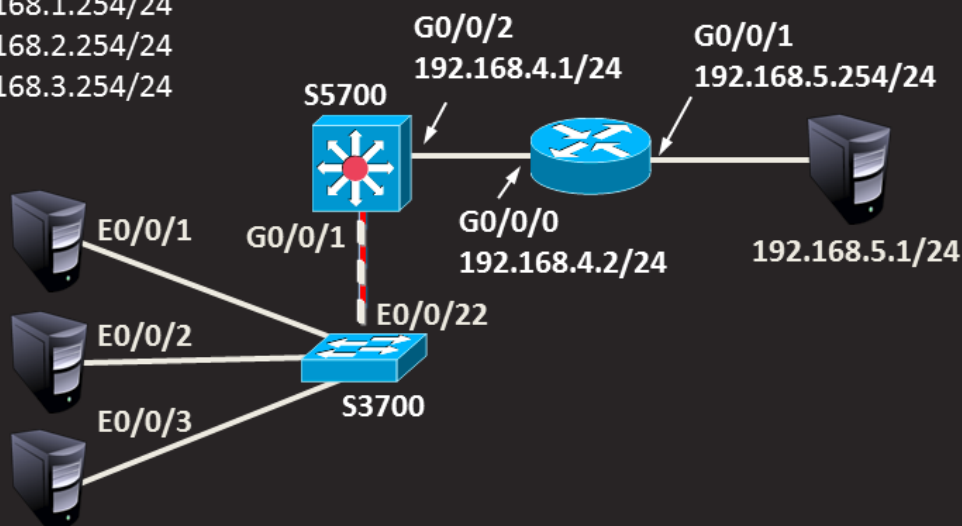 168.1.254/24
168.2.254/24
168.3.254/24
G0/0/2
192.168.4.1/24
G0/0/1
192.168.5.254/24
S5700
G0/0/0
192.168.4.2/24
192.168.5.1/24
E0/0/1
G0/0/1
E0/0/22
E0/0/2
S3700
E0/0/3